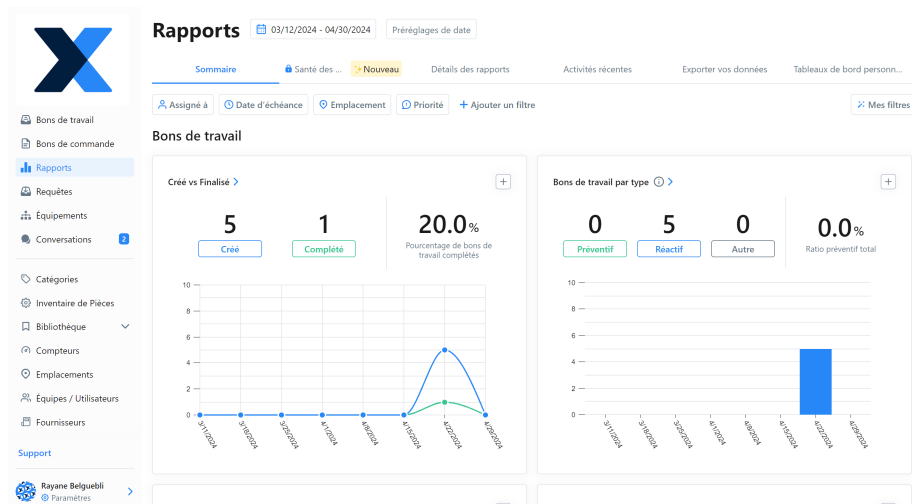 Rapports
03/12/2024 - 04/30/2024
Préréglages de date
Sommaire
Santé des ...
Nouveau
Détails des rapports
Activités récentes
Exporter vos données
Tableaux de bord personn...
Assigné à
Date d'échéance
Emplacement
Priorité
+ Ajouter un filtre
Mes filtres
Bons de travail
Bons de commande
Rapports
Requêtes
Équipements
Conversations
2
Catégories
Inventaire de Pièces
Bibliothèque
Compteurs
Emplacements
Équipes / Utilisateurs
Fournisseurs
Support
Rayane Belguebli
Paramètres
Bons de travail
Créé vs Finalisé
5
Créé
1
Complété
20.0%
Pourcentage de bons de
travail complétés
10
8
6
4
2
0
3/11/2024
3/18/2024
3/25/2024
4/1/2024
4/8/2024
4/15/2024
4/22/2024
4/29/2024
Bons de travail par type
0
Préventif
5
Réactif
0
Autre
0.0%
Ratio préventif total
10
8
6
4
2
0
3/11/2024
3/18/2024
3/25/2024
4/1/2024
4/8/2024
4/15/2024
4/22/2024
4/29/2024